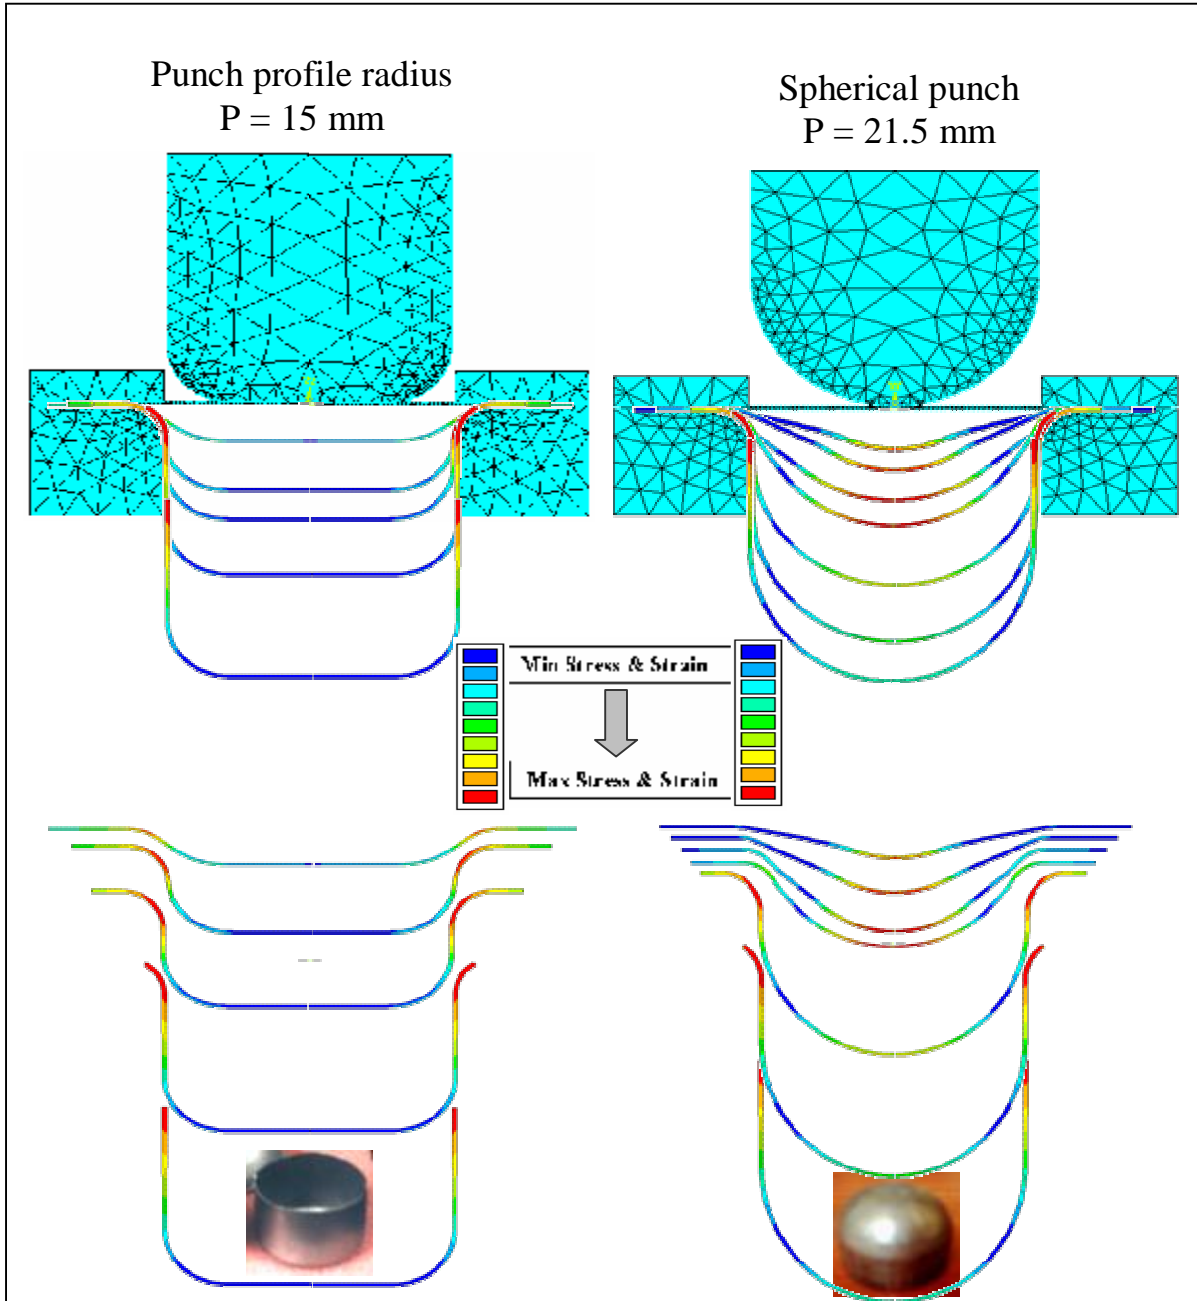 Punch profile radius
P = 15 mm
Spherical punch
P = 21.5 mm
Min Stress & Strain
Max Stress & Strain